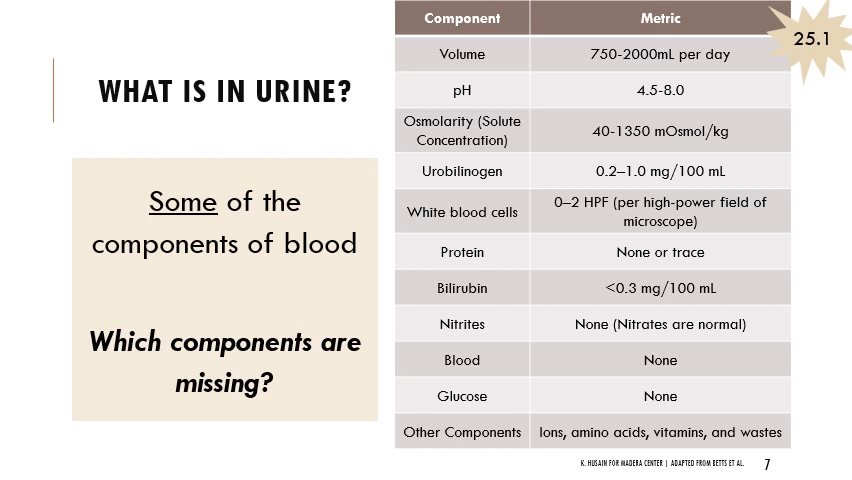 WHAT IS IN URINE?
Some of the
components of blood
Which components are
missing?
Component Metric
Volume 750-2000mL per day
pH 4.5-8.0
Osmolarity (Solute
Concentration) 40-1350 mOsmol/kg
Urobilinogen 0.2–1.0 mg/100 mL
White blood cells 0–2 HPF (per high-power field of
microscope)
Protein None or trace
Bilirubin <0.3 mg/100 mL
Nitrites None (Nitrates are normal)
Blood None
Glucose None
Other Components Ions, amino acids, vitamins, and wastes
25.1
K. HUSAIN FOR MADERA CENTER | ADAPTED FROM BETTS ET AL. 7